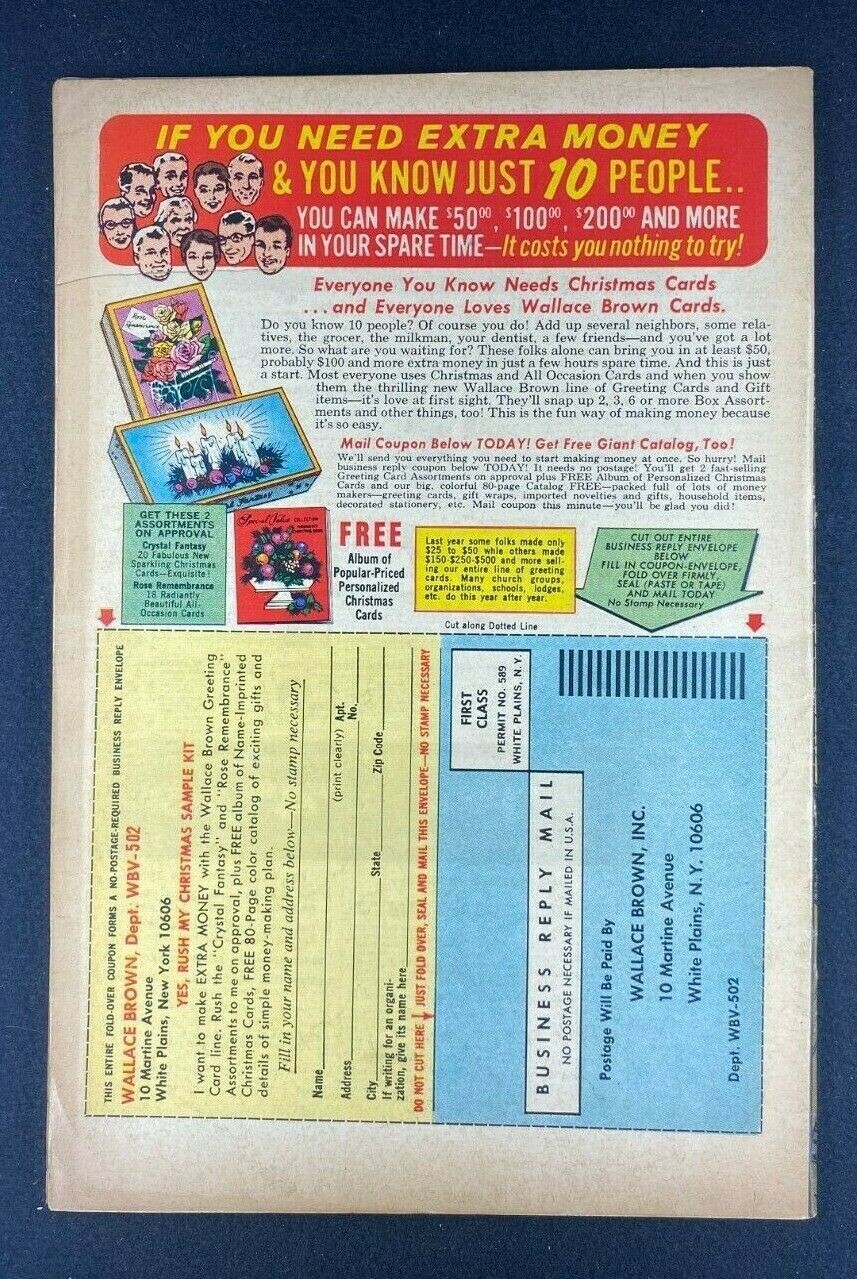 IF YOU NEED EXTRA MONEY
& YOU KNOW JUST 10 PEOPLE..
YOU CAN MAKE $50⁰⁰, $100⁰⁰, $200⁰⁰ AND MORE
IN YOUR SPARE TIME—It costs you nothing to try!
Everyone You Know Needs Christmas Cards
...and Everyone Loves Wallace Brown Cards.
Do you know 10 people? Of course you do! Add up several neighbors, some rela-
tives, the grocer, the milkman, your dentist, a few friends—and you've got a lot
more. So what are you waiting for? These folks alone can bring you in at least $50,
probably $100 and more extra money in just a few hours spare time. And this is just
a start. Most everyone uses Christmas and All Occasion Cards and when you show
them the thrilling new Wallace Brown line of Greeting Cards and Gift
items—it's love at first sight. They'll snap up 2, 3, 6 or more Box Assort-
ments and other things, too! This is the fun way of making money because
it's so easy.
Mail Coupon Below TODAY! Get Free Giant Catalog, Too!
We'll send you everything you need to start making money at once. So hurry! Mail
business reply coupon below TODAY! It needs no postage! You'll get 2 fast-selling
Greeting Card Assortments on approval plus FREE Album of Personalized Christmas
Cards and our big, colorful 80-page Catalog FREE—packed full of lots of money
makers—greeting cards, gift wraps, imported novelties and gifts, household items,
decorated stationery, etc. Mail coupon this minute—you'll be glad you did!
Rose
Remembrance
Fantasy
GET THESE 2
ASSORTMENTS
ON APPROVAL
Crystal Fantasy
20 Fabulous New
Sparkling Christmas
Cards—Exquisite!
Rose Remembrance
18 Radiantly
Beautiful All-
Occasion Cards
Special Value COLLECTION
FREE
Album of
Popular-Priced
Personalized
Christmas
Cards
Last year some folks made only
$25 to $50 while others made
$150-$250-$500 and more sell-
ing our entire line of greeting
cards. Many church groups,
organizations, schools, lodges,
etc. do this year after year.
CUT OUT ENTIRE
BUSINESS REPLY ENVELOPE
BELOW
FILL IN COUPON-ENVELOPE,
FOLD OVER FIRMLY
SEAL (PASTE OR TAPE)
AND MAIL TODAY
No Stamp Necessary
Cut along Dotted Line
THIS ENTIRE FOLD-OVER COUPON FORMS A NO-POSTAGE-REQUIRED BUSINESS REPLY ENVELOPE
WALLACE BROWN, Dept. WBV-502
10 Martine Avenue
White Plains, New York 10606
YES, RUSH MY CHRISTMAS SAMPLE KIT
I want to make EXTRA MONEY with the Wallace Brown Greeting
Card line. Rush the "Crystal Fantasy" and "Rose Remembrance"
Assortments to me on approval, plus FREE album of Name-Imprinted
Christmas Cards, FREE 80-Page color catalog of exciting gifts and
details of simple money-making plan.
Fill in your name and address below—No stamp necessary
Name
(print clearly) Apt.
Address No.
City State Zip Code
If writing for an organi-
zation, give its name here
DO NOT CUT HERE JUST FOLD OVER, SEAL AND MAIL THIS ENVELOPE—NO STAMP NECESSARY
FIRST
CLASS
PERMIT NO. 589
WHITE PLAINS, N.Y.
BUSINESS REPLY MAIL
NO POSTAGE NECESSARY IF MAILED IN U.S.A.
Postage Will Be Paid By
WALLACE BROWN, INC.
10 Martine Avenue
White Plains, N.Y. 10606
Dept. WBV-502